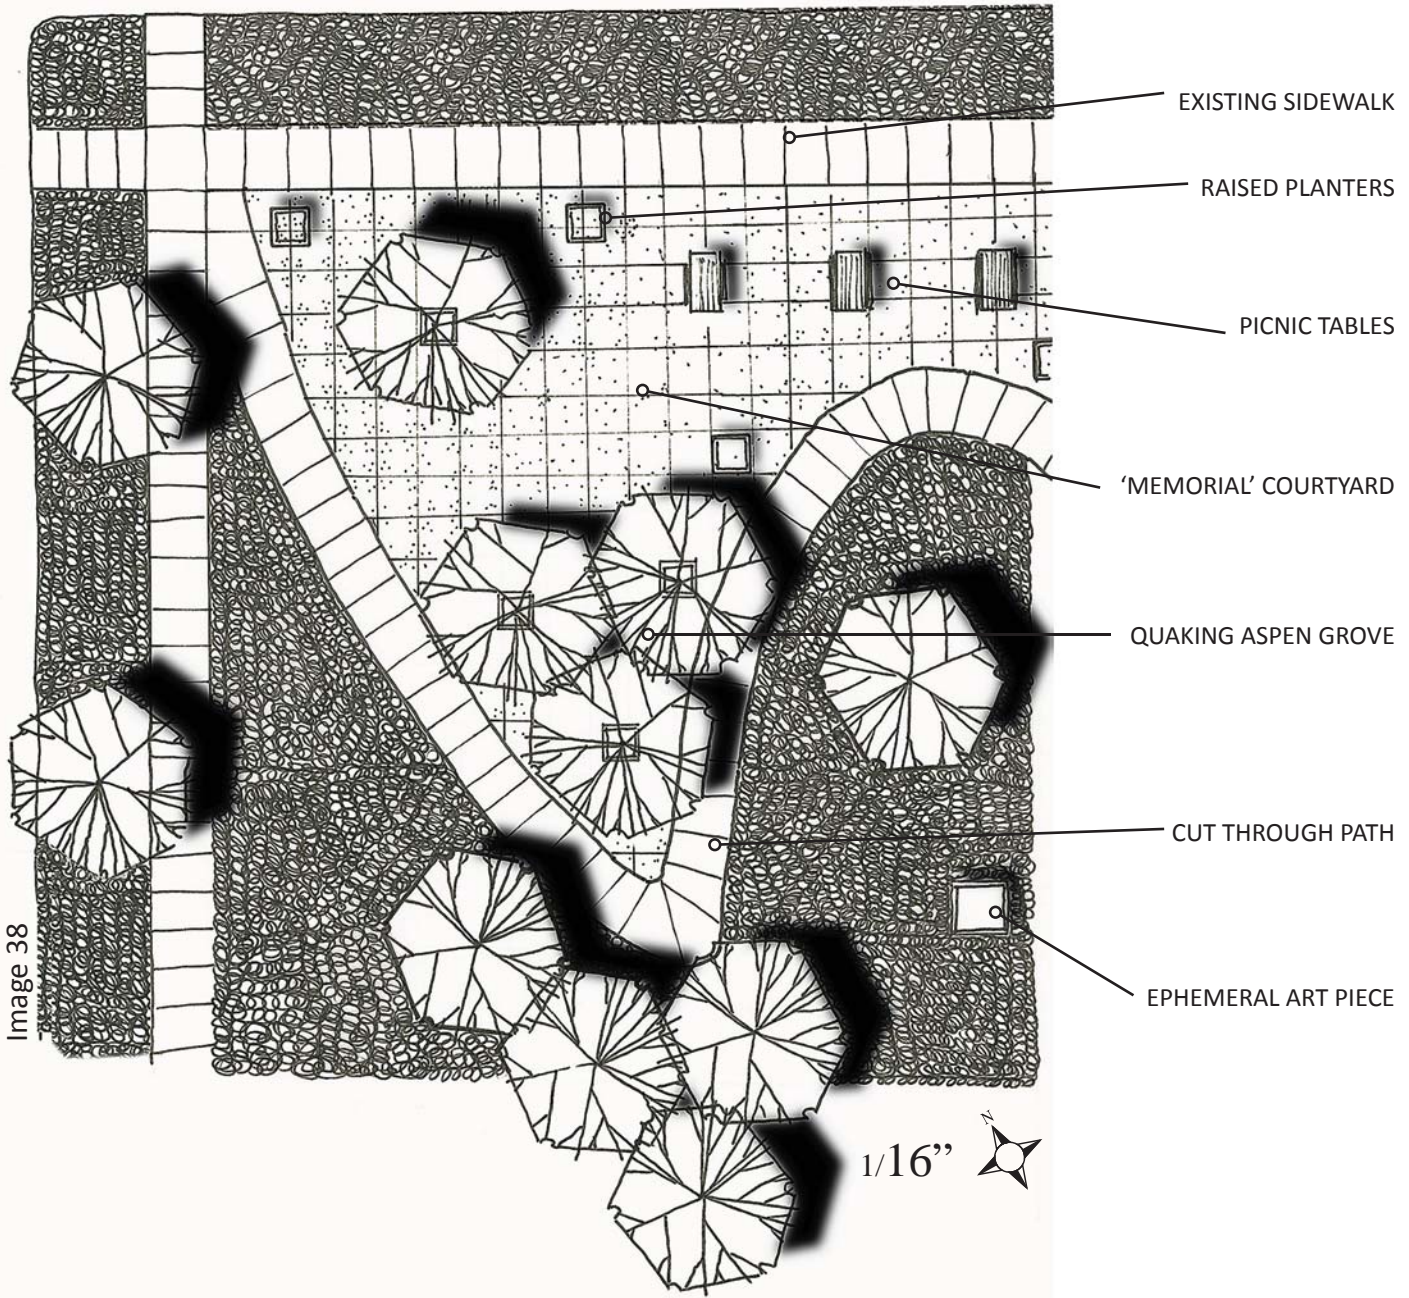 EXISTING SIDEWALK
RAISED PLANTERS
PICNIC TABLES
‘MEMORIAL’ COURTYARD
QUAKING ASPEN GROVE
CUT THROUGH PATH
EPHEMERAL ART PIECE
Image 38
1/16”
N